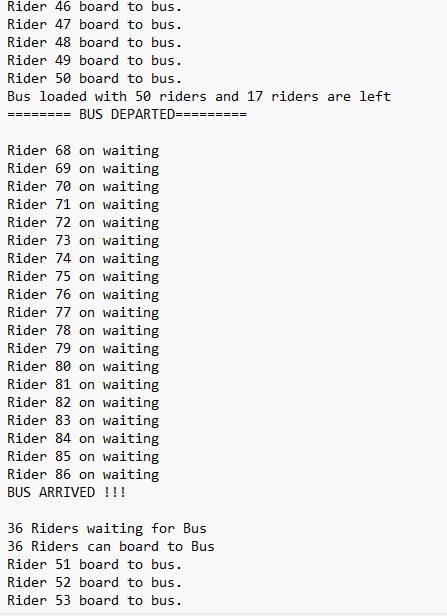 Rider 46 board to bus.
Rider 47 board to bus.
Rider 48 board to bus.
Rider 49 board to bus.
Rider 50 board to bus.
Bus loaded with 50 riders and 17 riders are left
======== BUS DEPARTED=========
Rider 68 on waiting
Rider 69 on waiting
Rider 70 on waiting
Rider 71 on waiting
Rider 72 on waiting
Rider 73 on waiting
Rider 74 on waiting
Rider 75 on waiting
Rider 76 on waiting
Rider 77 on waiting
Rider 78 on waiting
Rider 79 on waiting
Rider 80 on waiting
Rider 81 on waiting
Rider 82 on waiting
Rider 83 on waiting
Rider 84 on waiting
Rider 85 on waiting
Rider 86 on waiting
BUS ARRIVED !!!
36 Riders waiting for Bus
36 Riders can board to Bus
Rider 51 board to bus.
Rider 52 board to bus.
Rider 53 board to bus.